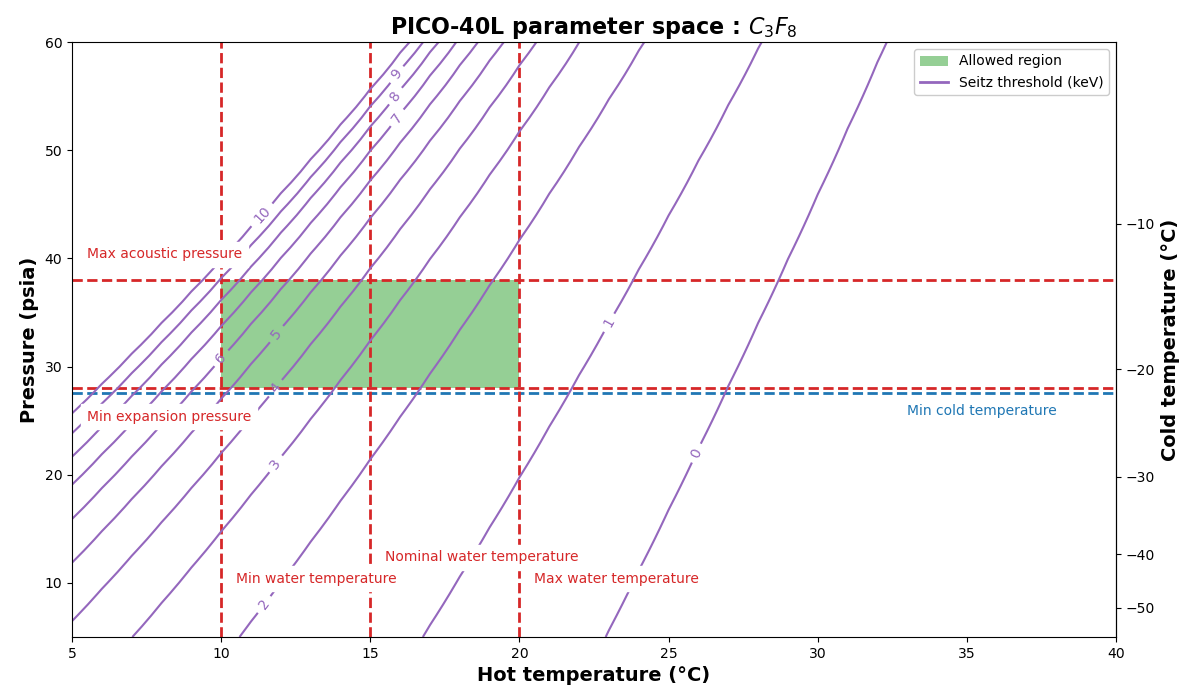 PICO-40L parameter space : C₃F₈
60
50
40
30
20
10
Pressure (psia)
Allowed region
Seitz threshold (keV)
9
8
7
10
Max acoustic pressure
−10
1
5
6
4
−20
Min expansion pressure
Min cold temperature
Cold temperature (°C)
0
3
−30
Nominal water temperature
−40
Min water temperature
Max water temperature
2
−50
5
10
15
20
25
30
35
40
Hot temperature (°C)